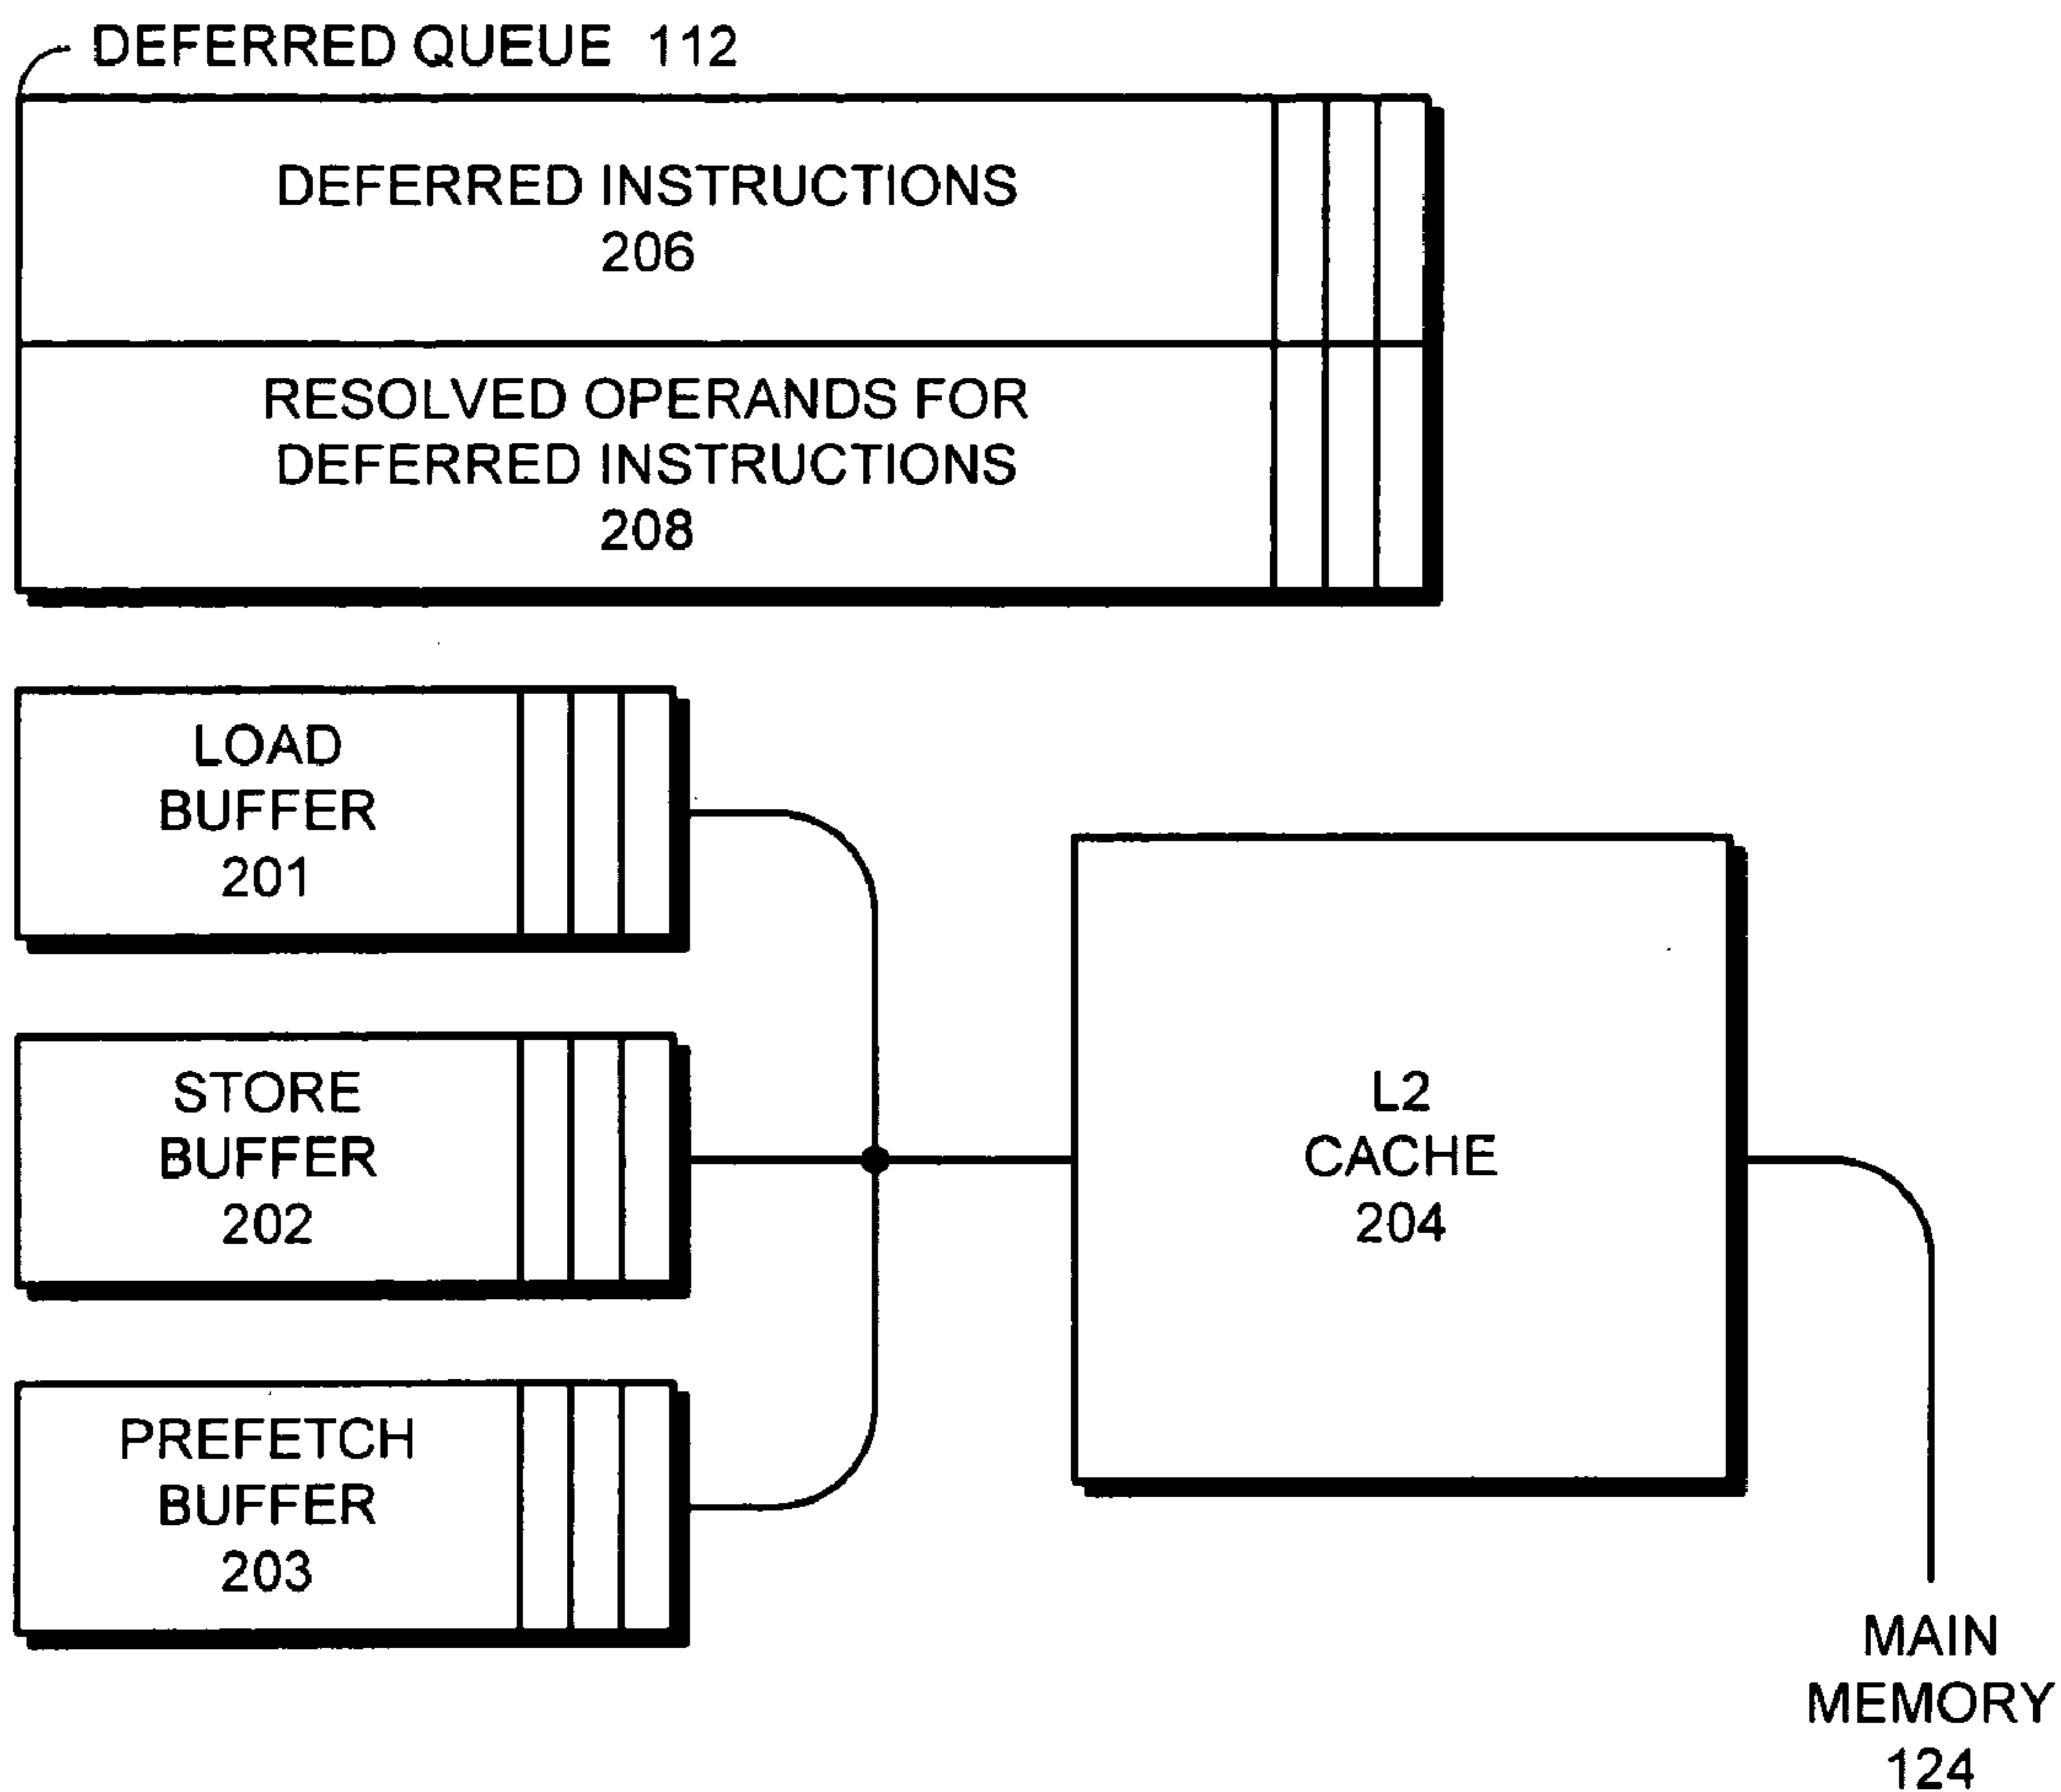 DEFERRED QUEUE 112
DEFERRED INSTRUCTIONS
206
RESOLVED OPERANDS FOR
DEFERRED INSTRUCTIONS
208
LOAD
BUFFER
201
STORE
BUFFER
202
PREFETCH
BUFFER
203
L2
CACHE
204
MAIN
MEMORY
124